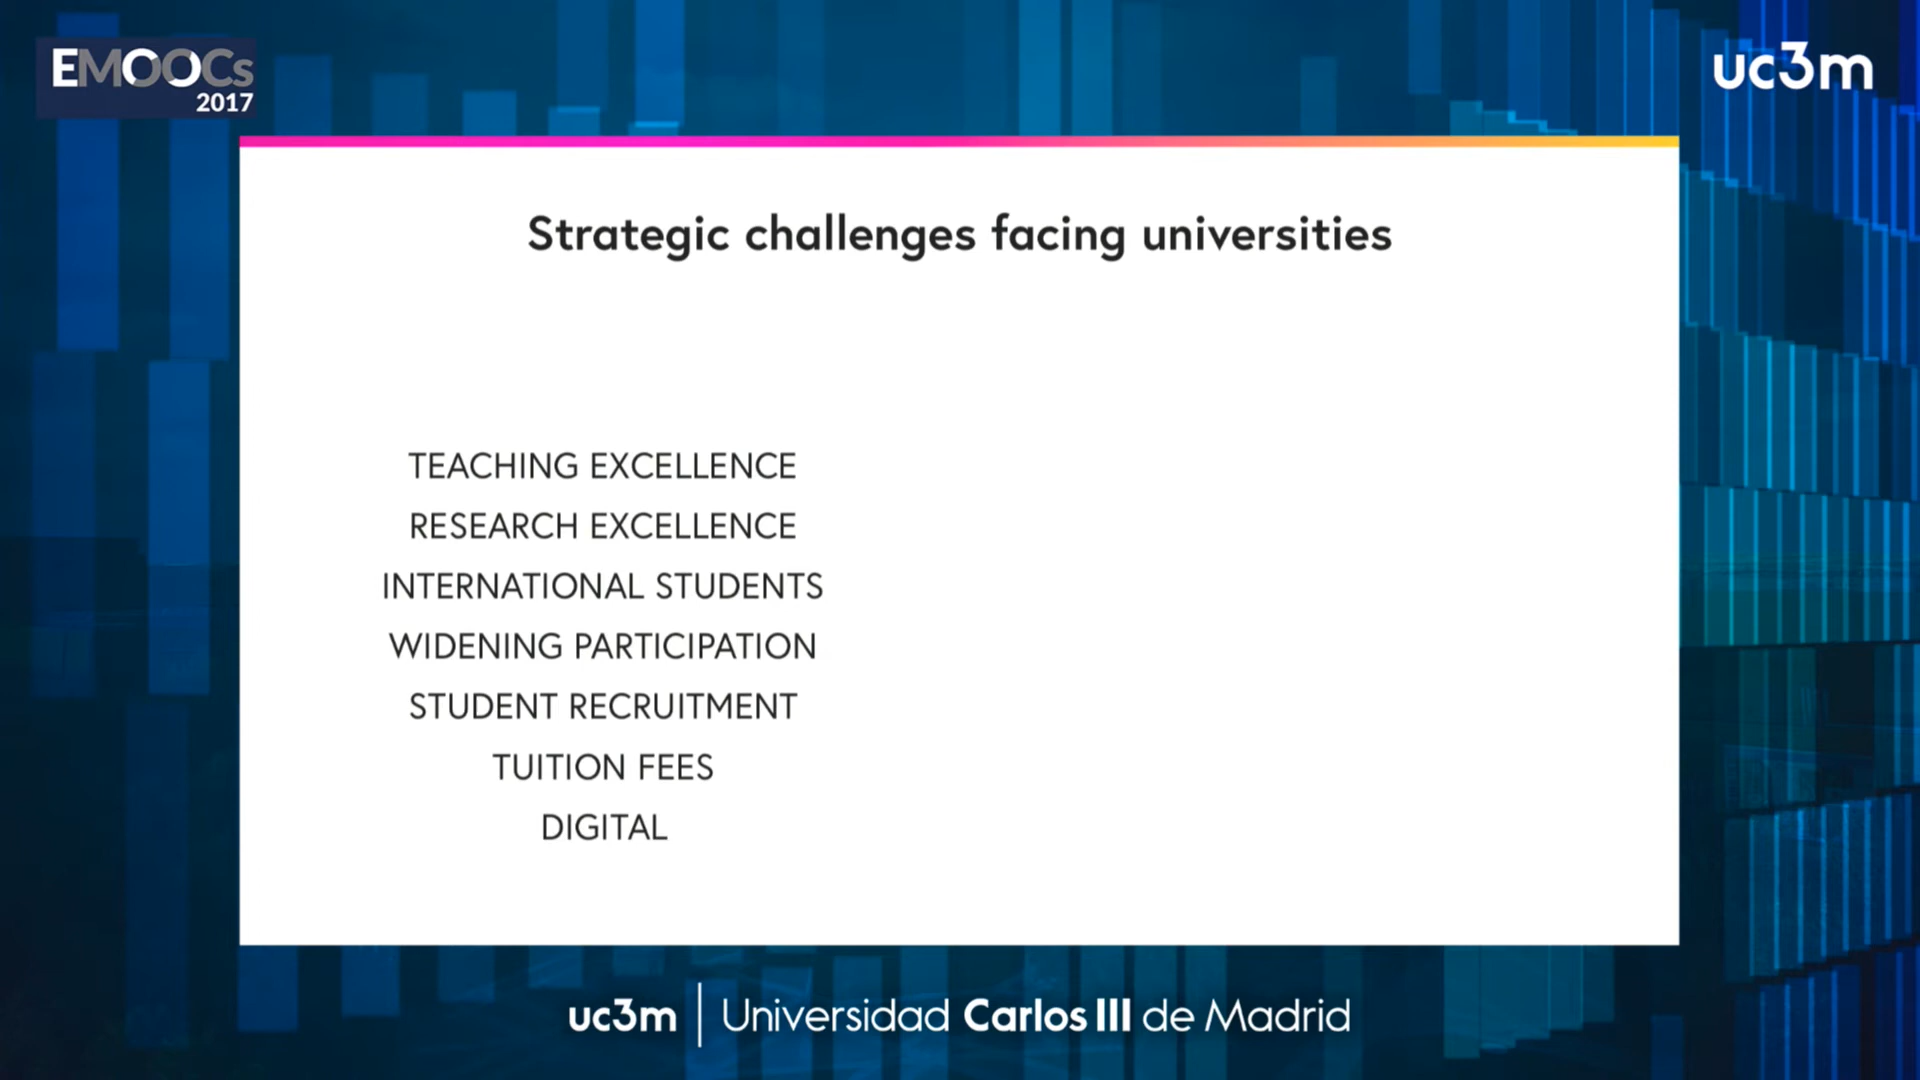 EMOOCs
2017
uc3m
Strategic challenges facing universities
TEACHING EXCELLENCE
RESEARCH EXCELLENCE
INTERNATIONAL STUDENTS
WIDENING PARTICIPATION
STUDENT RECRUITMENT
TUITION FEES
DIGITAL
uc3m | Universidad Carlos III de Madrid